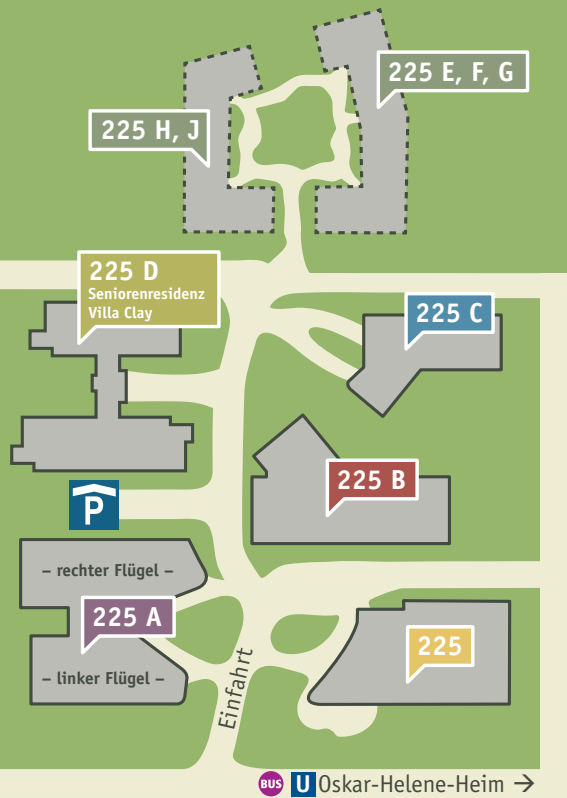 225 E, F, G
225 H, J
225 D
Seniorenresidenz
Villa Clay
225 C
225 B
P
– rechter Flügel –
225 A
– linker Flügel –
225
Einfahrt
BUS U Oskar-Helene-Heim →